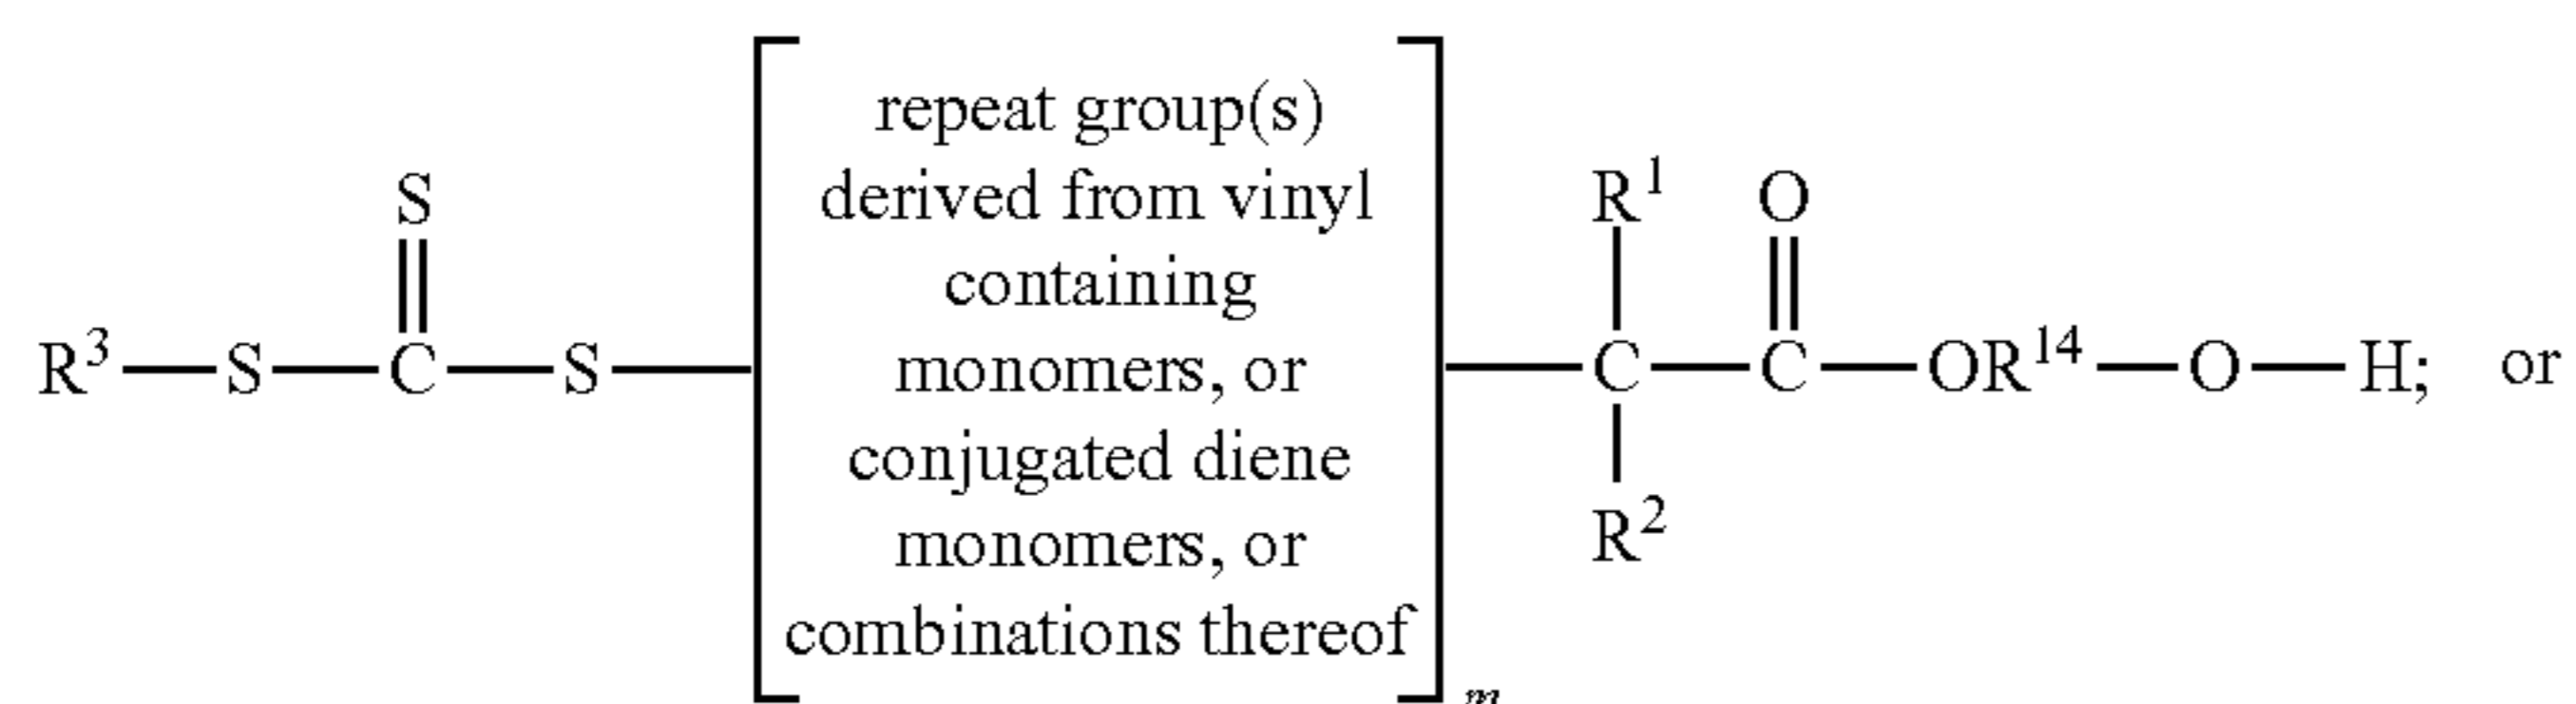 repeat group(s)
derived from vinyl
containing
monomers, or
conjugated diene
monomers, or
combinations thereof
S
R¹ O
R³—S—C—S— —C—C—OR¹⁴—O—H; or
R²
m